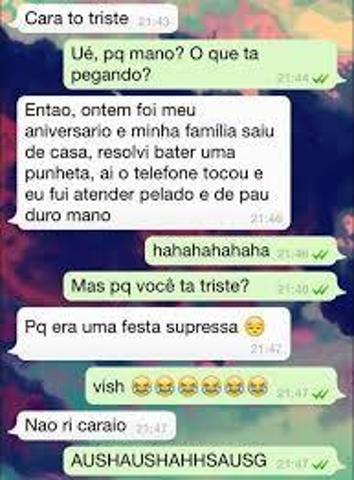 Cara to triste 21:43
Ué, pq mano? O que ta
pegando? 21:44
Entao, ontem foi meu
aniversario e minha família saiu
de casa, resolvi bater uma
punheta, ai o telefone tocou e
eu fui atender pelado e de pau
duro mano 21:46
hahahahahaha 21:46
Mas pq você ta triste? 21:46
Pq era uma festa supressa 😔
21:47
vish 😂😂😂😂😂😂 21:47
Nao ri caraio 21:47
AUSHAUSHAHHSAUSG 21:47